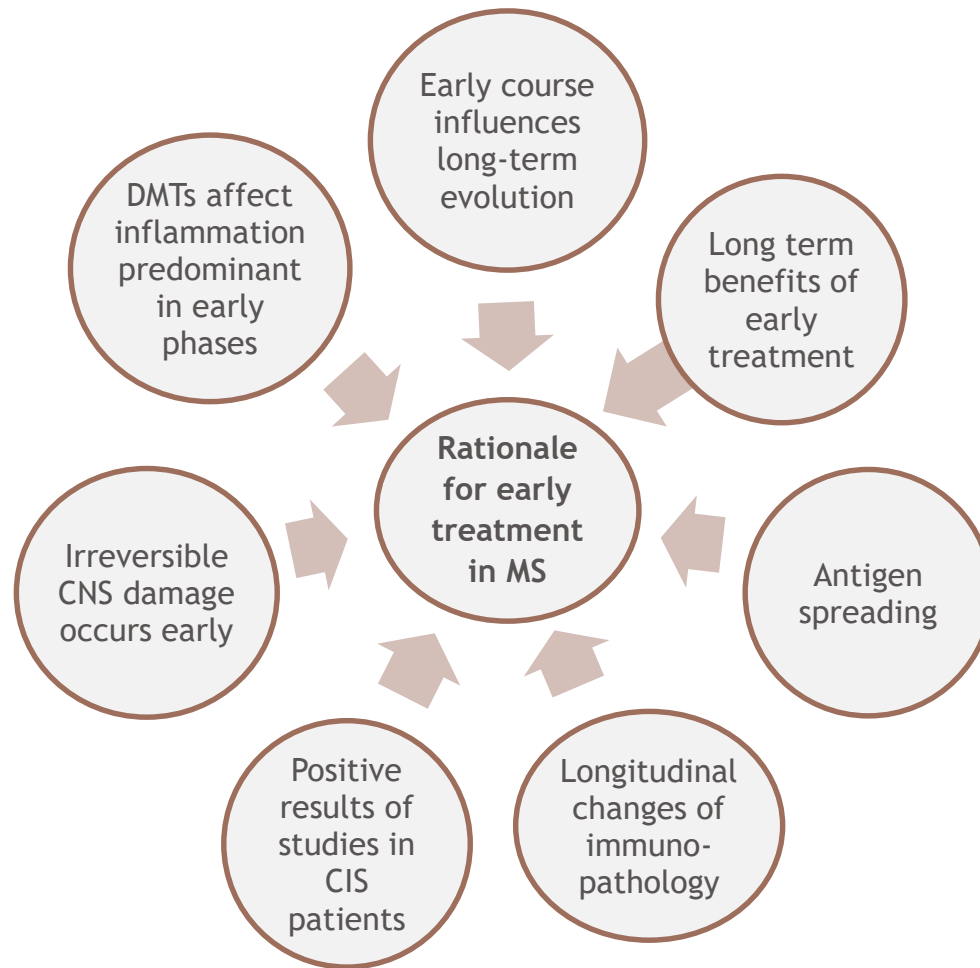 Early course
influences
long-term
evolution
DMTs affect
inflammation
predominant
in early
phases
Long term
benefits of
early
treatment
Rationale
for early
treatment
in MS
Irreversible
CNS damage
occurs early
Antigen
spreading
Positive
results of
studies in
CIS
patients
Longitudinal
changes of
immuno-
pathology